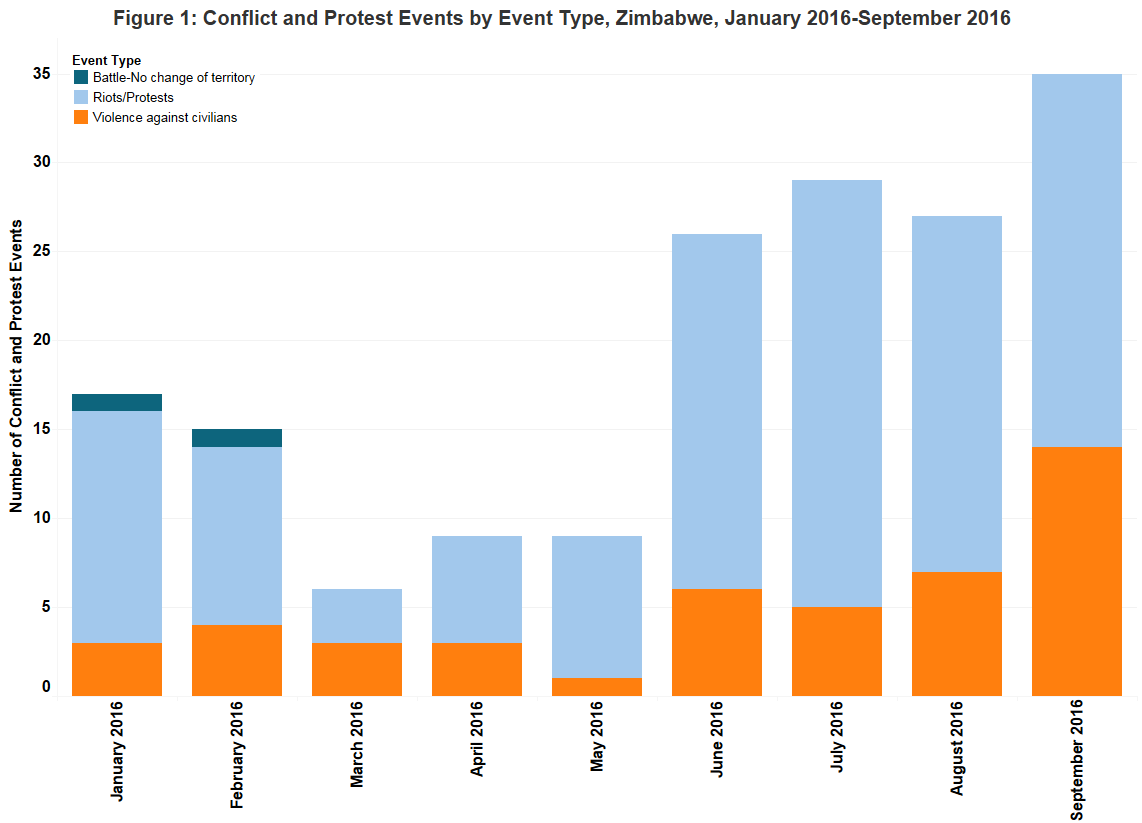 Figure 1: Conflict and Protest Events by Event Type, Zimbabwe, January 2016-September 2016
Event Type
Battle-No change of territory
Riots/Protests
Violence against civilians
Number of Conflict and Protest Events
35
30
25
20
15
10
5
0
January 2016
February 2016
March 2016
April 2016
May 2016
June 2016
July 2016
August 2016
September 2016